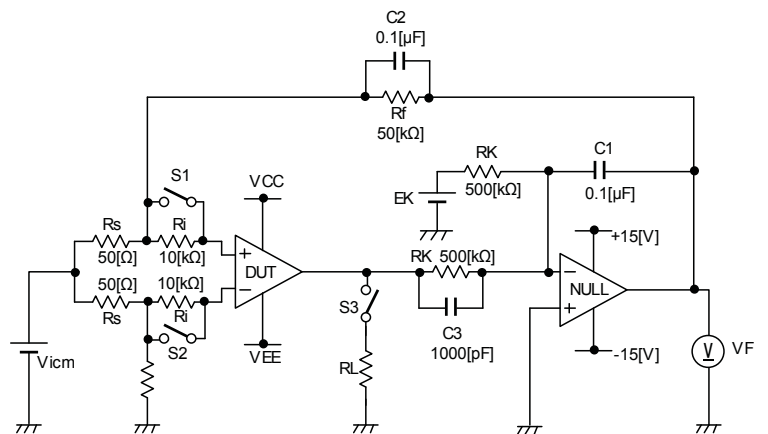 C2
0.1[µF]
Rf
50[kΩ]
S1
VCC
RK
500[kΩ]
EK
C1
0.1[µF]
+15[V]
Rs
50[Ω]
Ri
10[kΩ]
+
DUT
−
RK 500[kΩ]
−
NULL
+
50[Ω]
Rs
10[kΩ]
Ri
S2
VEE
S3
C3
1000[pF]
RL
-15[V]
V
VF
Vicm